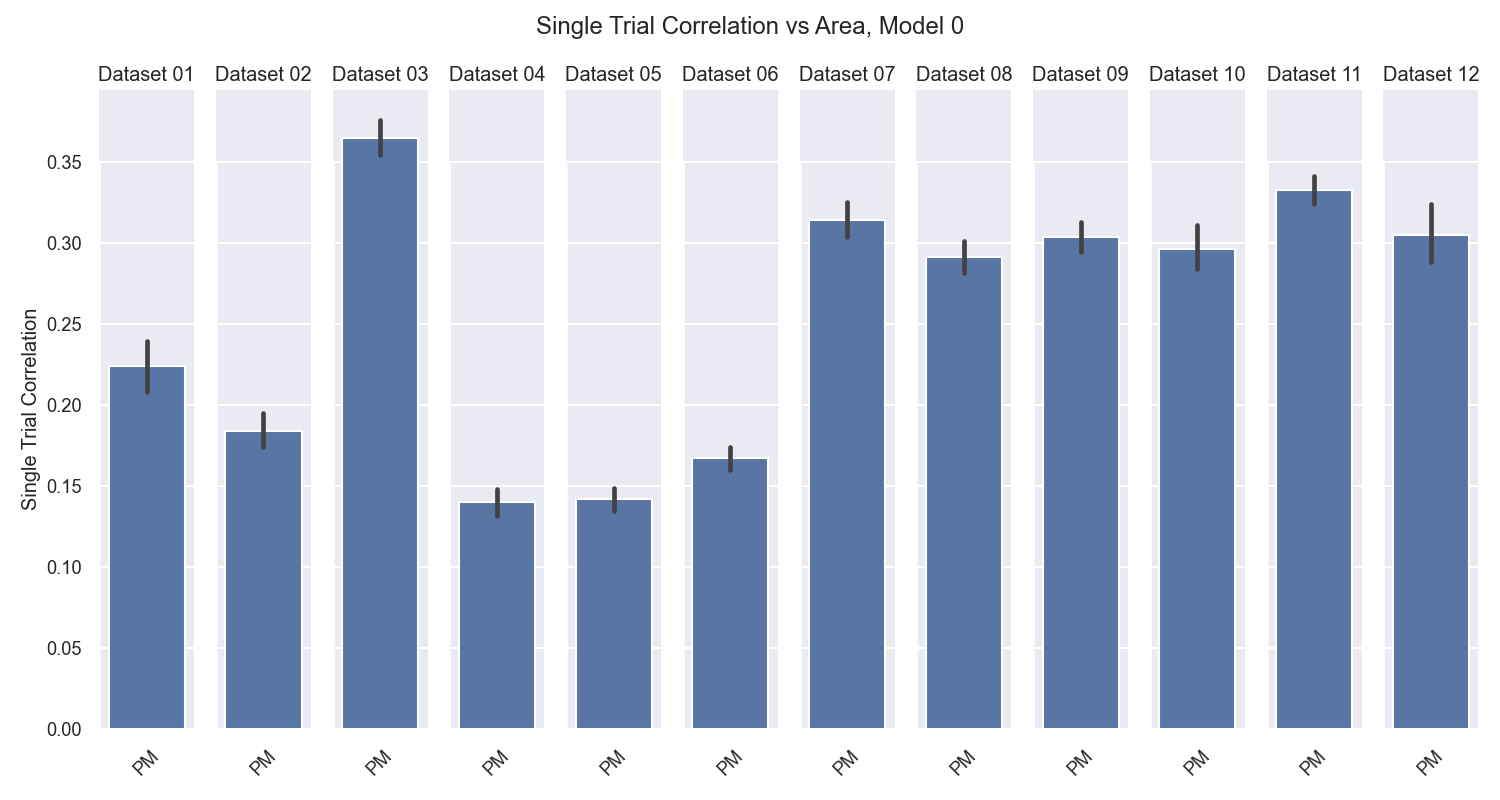 Single Trial Correlation vs Area, Model 0
Dataset 01 Dataset 02 Dataset 03 Dataset 04 Dataset 05 Dataset 06 Dataset 07 Dataset 08 Dataset 09 Dataset 10 Dataset 11 Dataset 12
Single Trial Correlation
0.35
0.30
0.25
0.20
0.15
0.10
0.05
0.00
PM PM PM PM PM PM PM PM PM PM PM PM